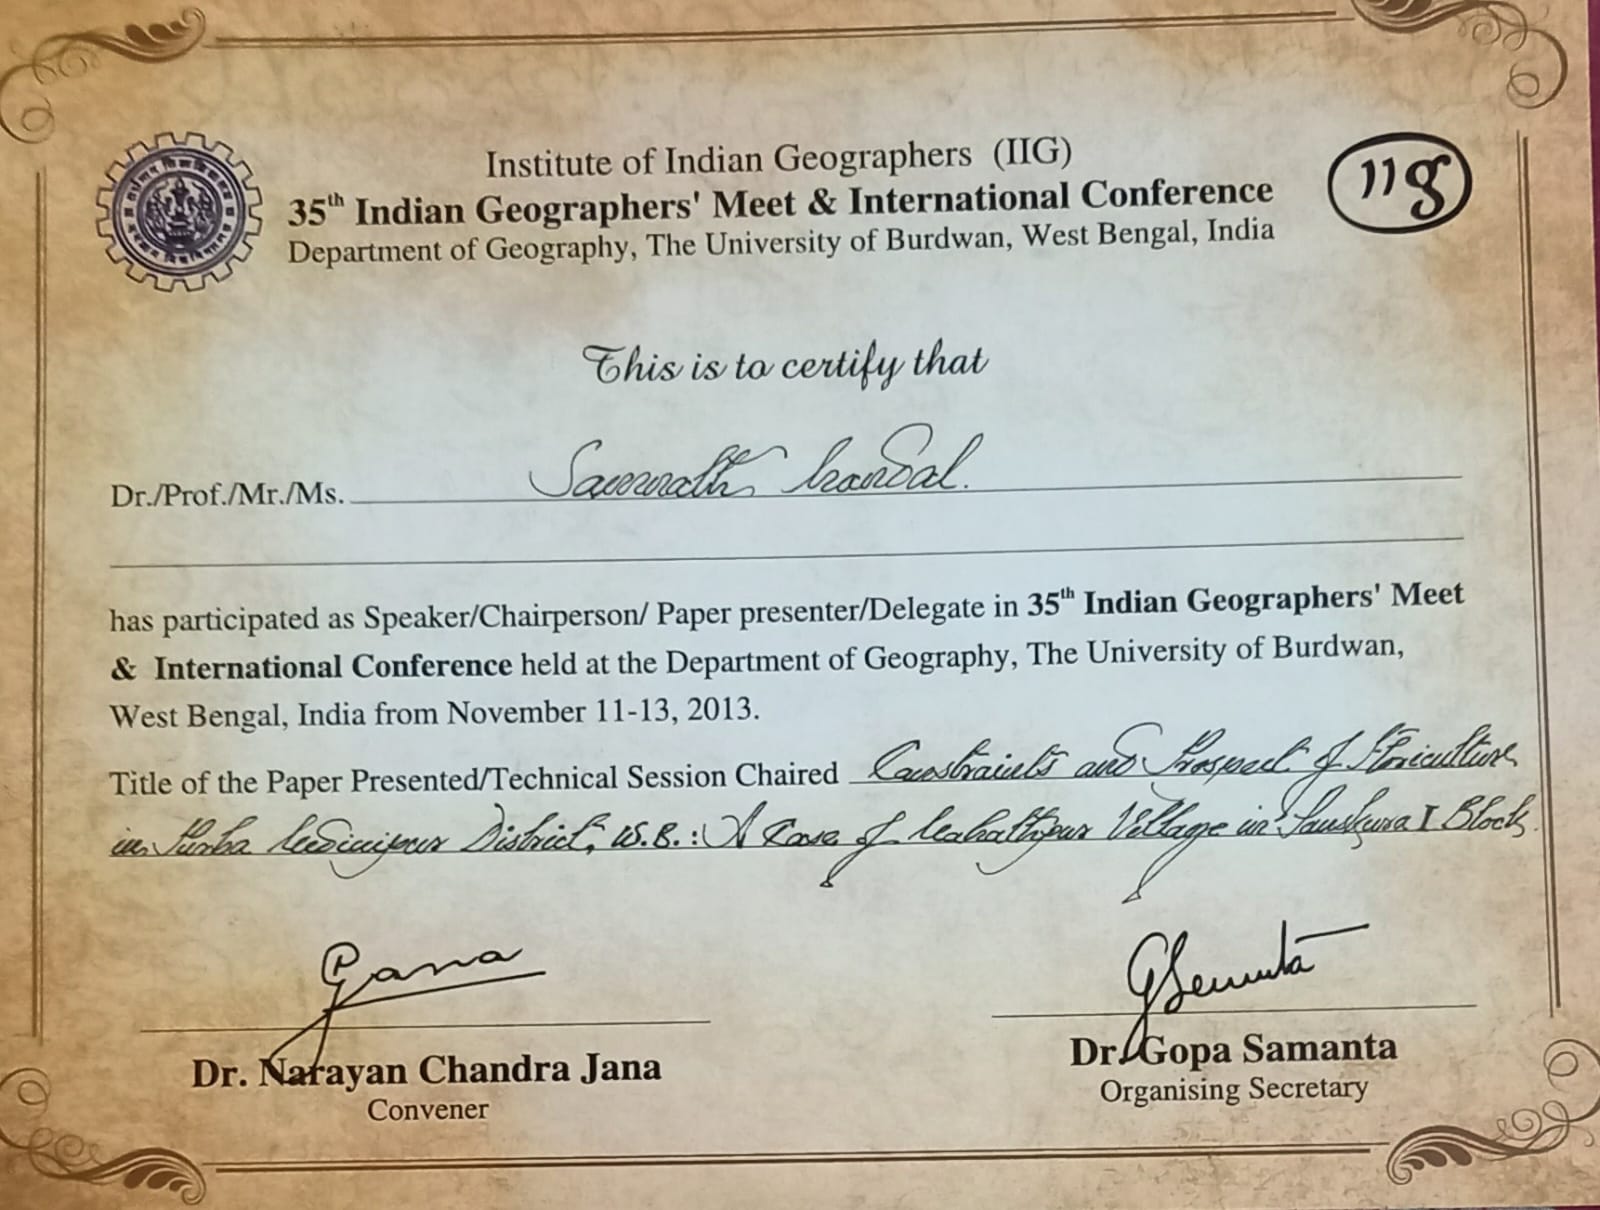 Institute of Indian Geographers (IIG)
35th Indian Geographers' Meet & International Conference
Department of Geography, The University of Burdwan, West Bengal, India
IIg
This is to certify that
Dr./Prof./Mr./Ms. Samrat Mandal.
has participated as Speaker/Chairperson/ Paper presenter/Delegate in 35th Indian Geographers' Meet
& International Conference held at the Department of Geography, The University of Burdwan,
West Bengal, India from November 11-13, 2013.
Title of the Paper Presented/Technical Session Chaired Constraints and Prospect of Floriculture
in Purba Medinipur District, W.B.: A Case of Village in Panskura I Block.
Jana
GSamanta
Dr. Narayan Chandra Jana
Convener
Dr. Gopa Samanta
Organising Secretary